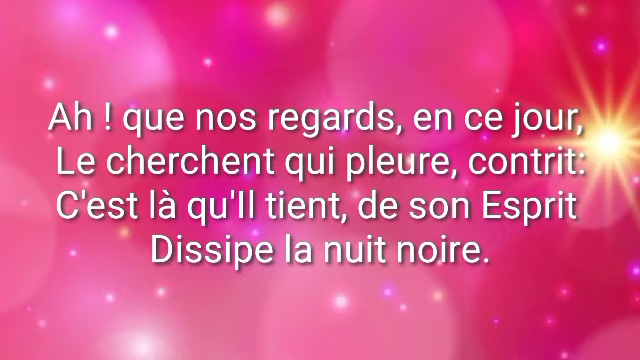 Ah ! que nos regards, en ce jour,
Le cherchent qui pleure, contrit:
C'est là qu'Il tient, de son Esprit
Dissipe la nuit noire.